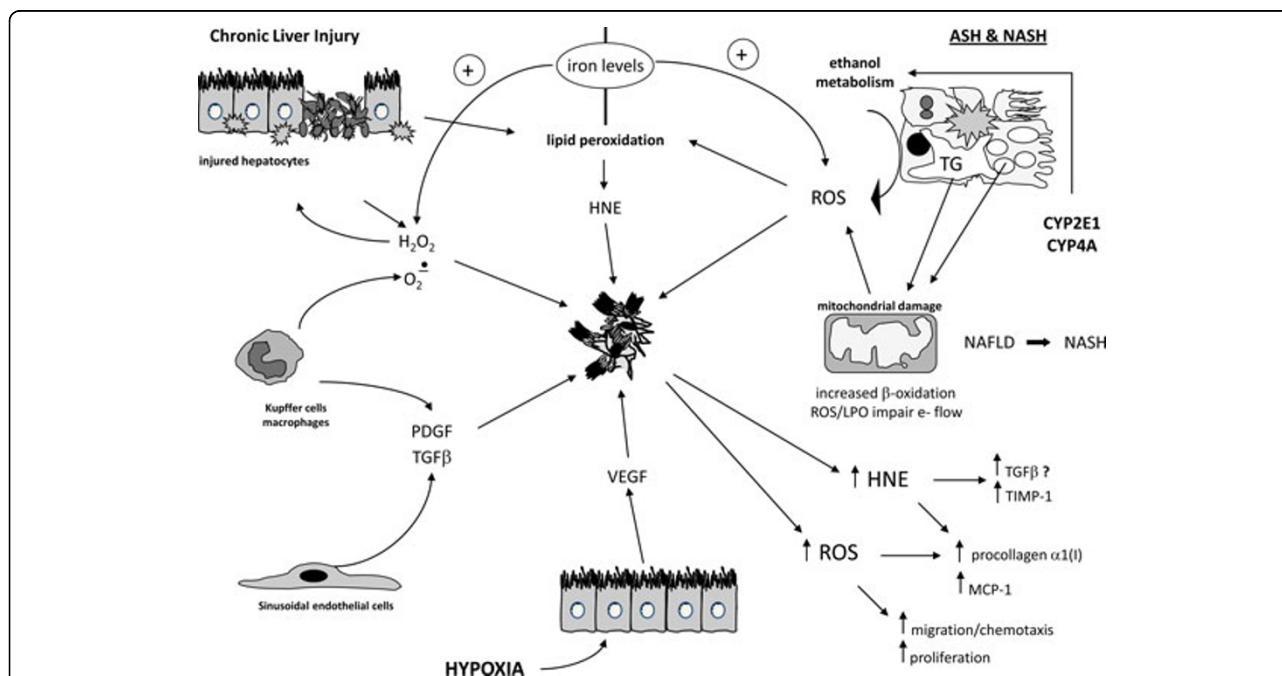 Chronic Liver Injury
ASH & NASH
+
iron levels
+
ethanol
metabolism
lipid peroxidation
injured hepatocytes
TG
HNE
ROS
CYP2E1
CYP4A
H₂O₂
O₂•−
mitochondrial damage
NAFLD
NASH
Kupffer cells
macrophages
increased β-oxidation
ROS/LPO impair e- flow
PDGF
TGFβ
VEGF
HNE
TGFβ ?
TIMP-1
ROS
procollagen α1(I)
MCP-1
Sinusoidal endothelial cells
migration/chemotaxis
proliferation
HYPOXIA